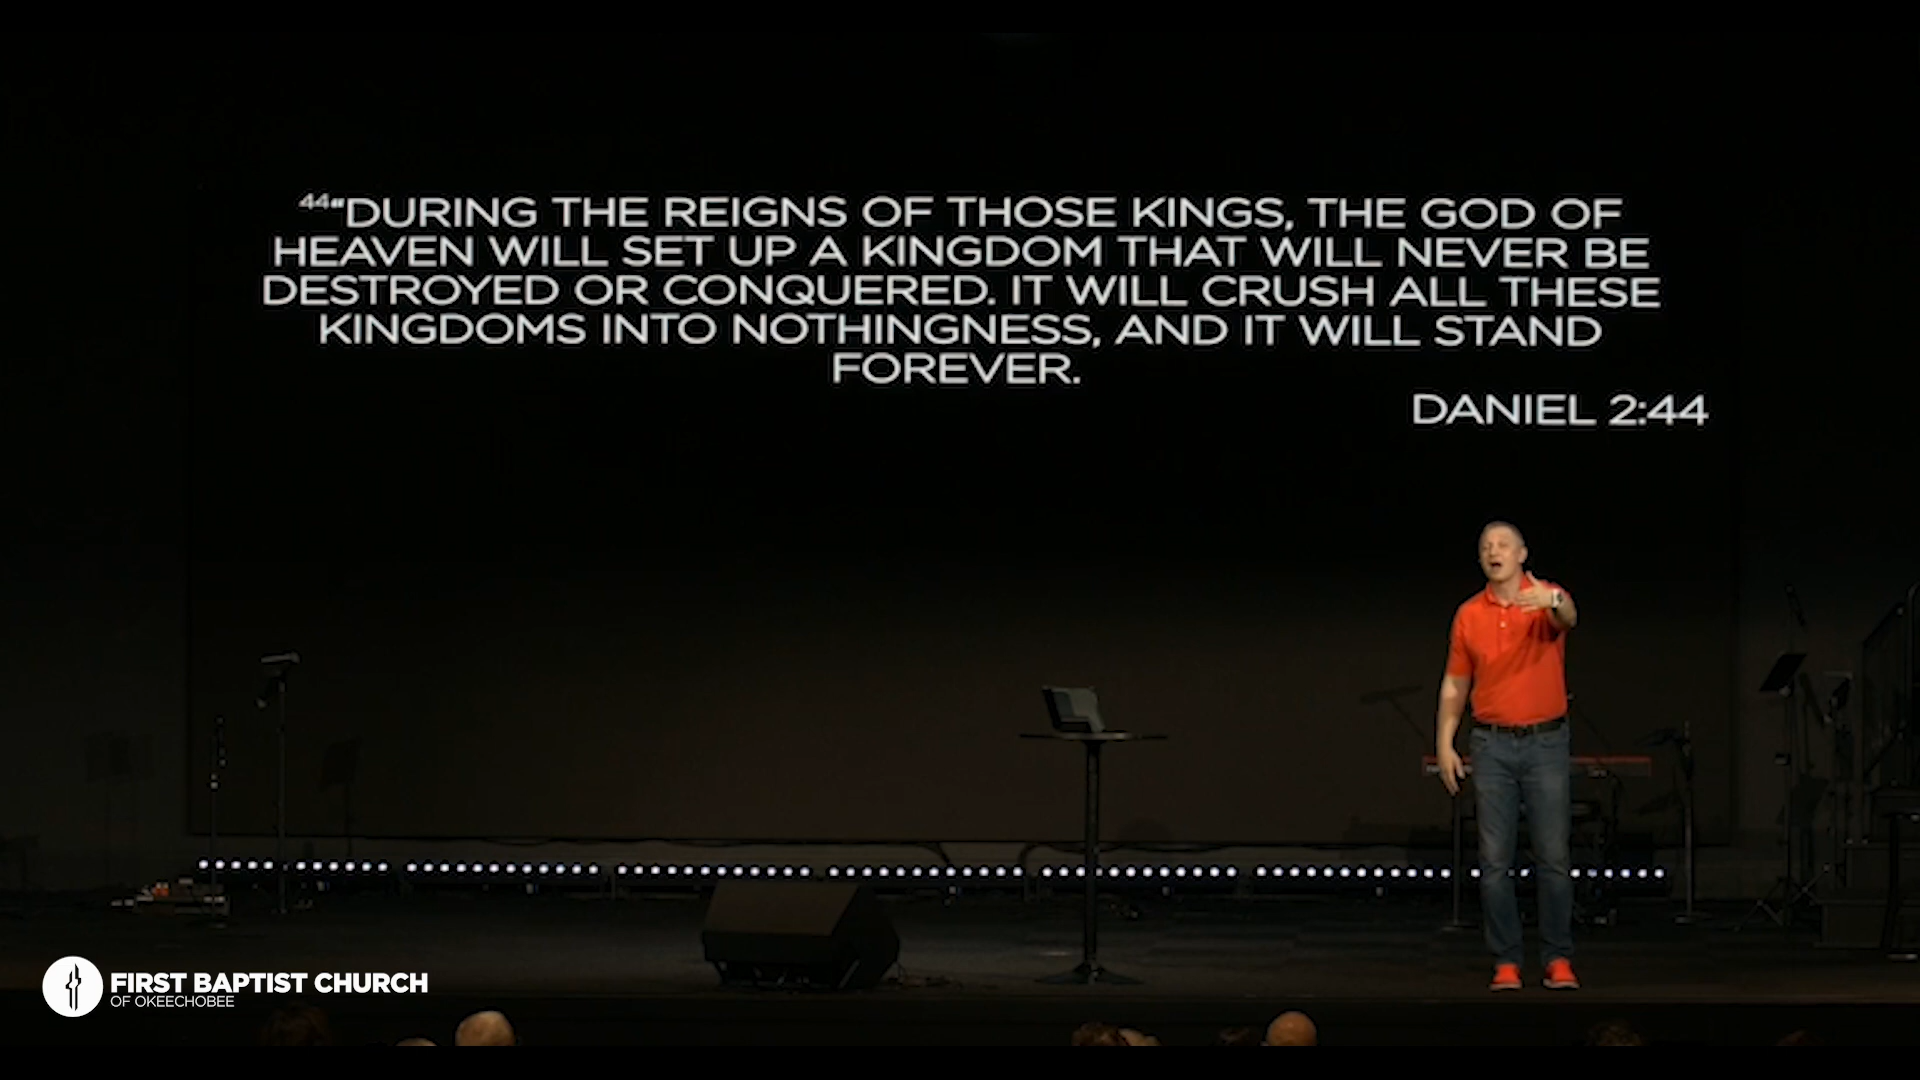 44“DURING THE REIGNS OF THOSE KINGS, THE GOD OF
HEAVEN WILL SET UP A KINGDOM THAT WILL NEVER BE
DESTROYED OR CONQUERED. IT WILL CRUSH ALL THESE
KINGDOMS INTO NOTHINGNESS, AND IT WILL STAND
FOREVER.
DANIEL 2:44
FIRST BAPTIST CHURCH
OF OKEECHOBEE